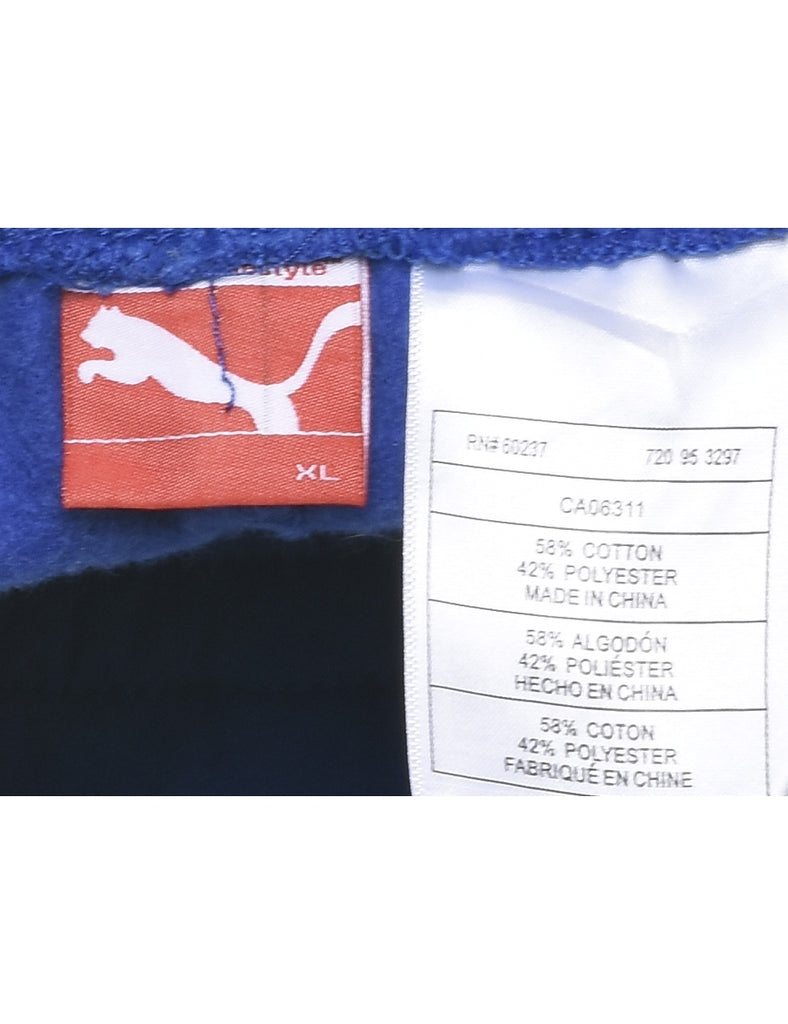 XL
RN# 60237 720 95 3297
CA06311
58% COTTON
42% POLYESTER
MADE IN CHINA
58% ALGODÓN
42% POLIÉSTER
HECHO EN CHINA
58% COTON
42% POLYESTER
FABRIQUÉ EN CHINE